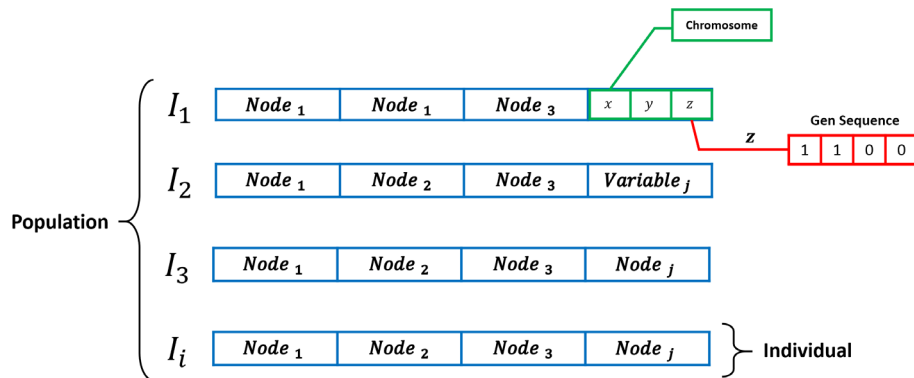 Chromosome
I1 Node 1 Node 1 Node 3 x y z
Gen Sequence
z 1 1 0 0
I2 Node 1 Node 2 Node 3 Variable j
Population
I3 Node 1 Node 2 Node 3 Node j
Ii Node 1 Node 2 Node 3 Node j
Individual